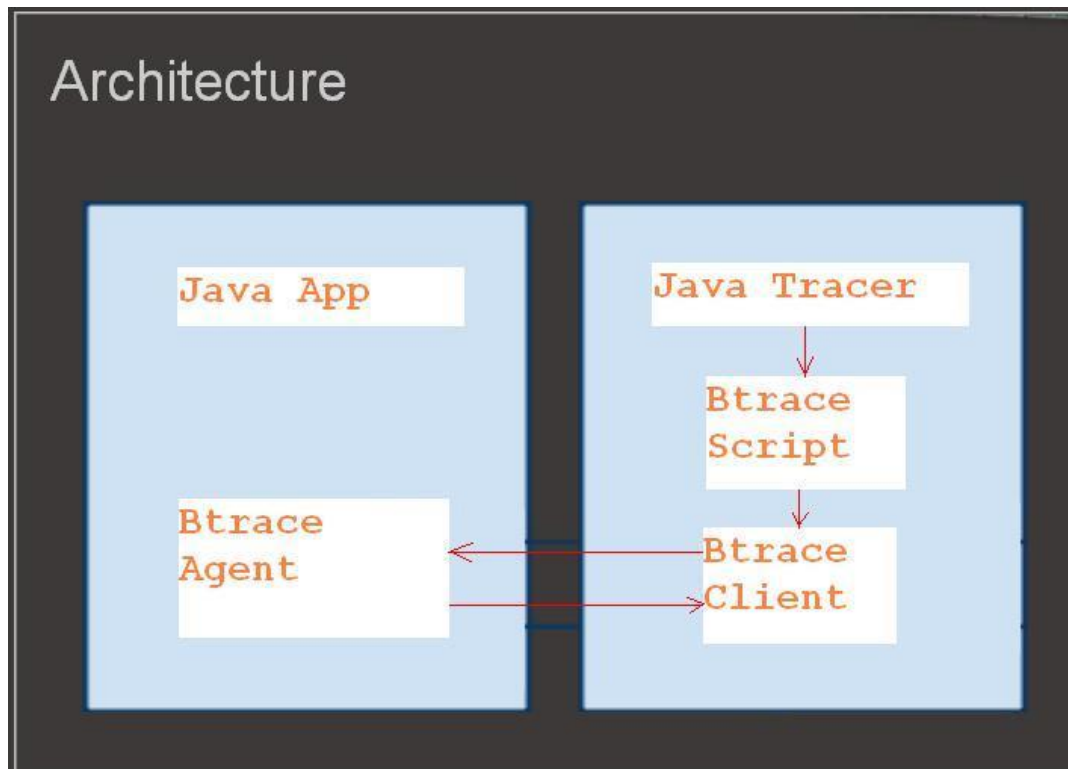 Architecture
Java App
Btrace
Agent
Java Tracer
Btrace
Script
Btrace
Client